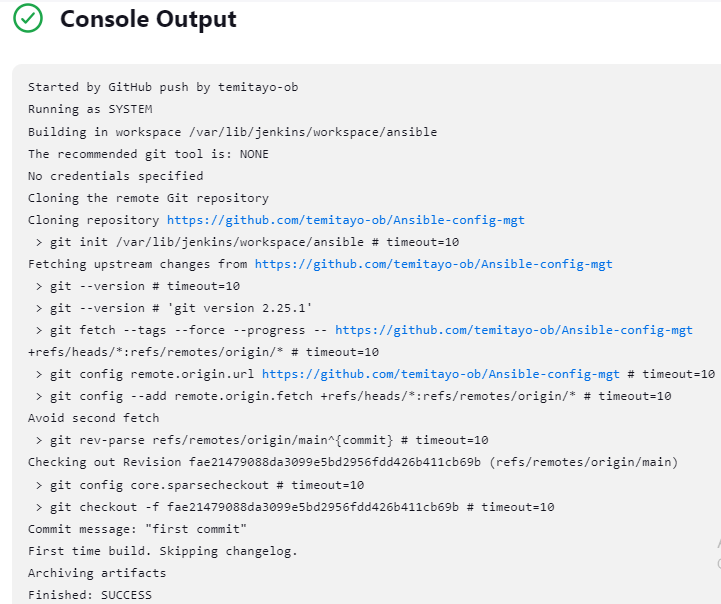 Console Output
Started by GitHub push by temitayo-ob
Running as SYSTEM
Building in workspace /var/lib/jenkins/workspace/ansible
The recommended git tool is: NONE
No credentials specified
Cloning the remote Git repository
Cloning repository https://github.com/temitayo-ob/Ansible-config-mgt
> git init /var/lib/jenkins/workspace/ansible # timeout=10
Fetching upstream changes from https://github.com/temitayo-ob/Ansible-config-mgt
> git --version # timeout=10
> git --version # 'git version 2.25.1'
> git fetch --tags --force --progress -- https://github.com/temitayo-ob/Ansible-config-mgt
+refs/heads/*:refs/remotes/origin/* # timeout=10
> git config remote.origin.url https://github.com/temitayo-ob/Ansible-config-mgt # timeout=10
> git config --add remote.origin.fetch +refs/heads/*:refs/remotes/origin/* # timeout=10
Avoid second fetch
> git rev-parse refs/remotes/origin/main^{commit} # timeout=10
Checking out Revision fae21479088da3099e5bd2956fdd426b411cb69b (refs/remotes/origin/main)
> git config core.sparsecheckout # timeout=10
> git checkout -f fae21479088da3099e5bd2956fdd426b411cb69b # timeout=10
Commit message: "first commit"
First time build. Skipping changelog.
Archiving artifacts
Finished: SUCCESS